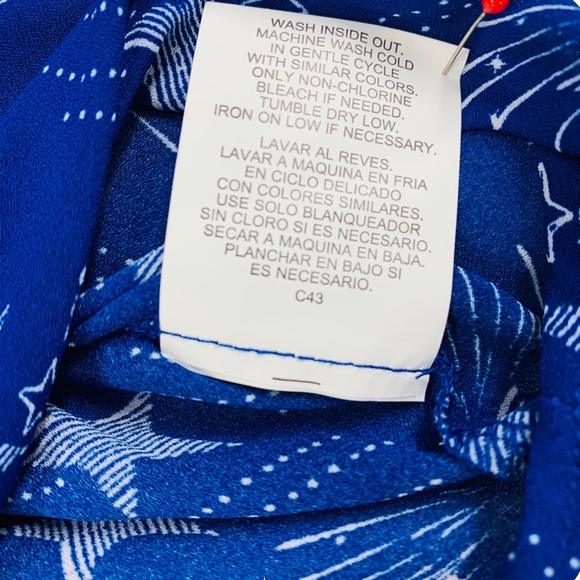 WASH INSIDE OUT.
MACHINE WASH COLD
IN GENTLE CYCLE
WITH SIMILAR COLORS.
ONLY NON-CHLORINE
BLEACH IF NEEDED.
TUMBLE DRY LOW.
IRON ON LOW IF NECESSARY.
LAVAR AL REVES.
LAVAR A MAQUINA EN FRIA
EN CICLO DELICADO
CON COLORES SIMILARES.
USE SOLO BLANQUEADOR
SIN CLORO SI ES NECESARIO.
SECAR A MAQUINA EN BAJA.
PLANCHAR EN BAJO SI
ES NECESARIO.
C43